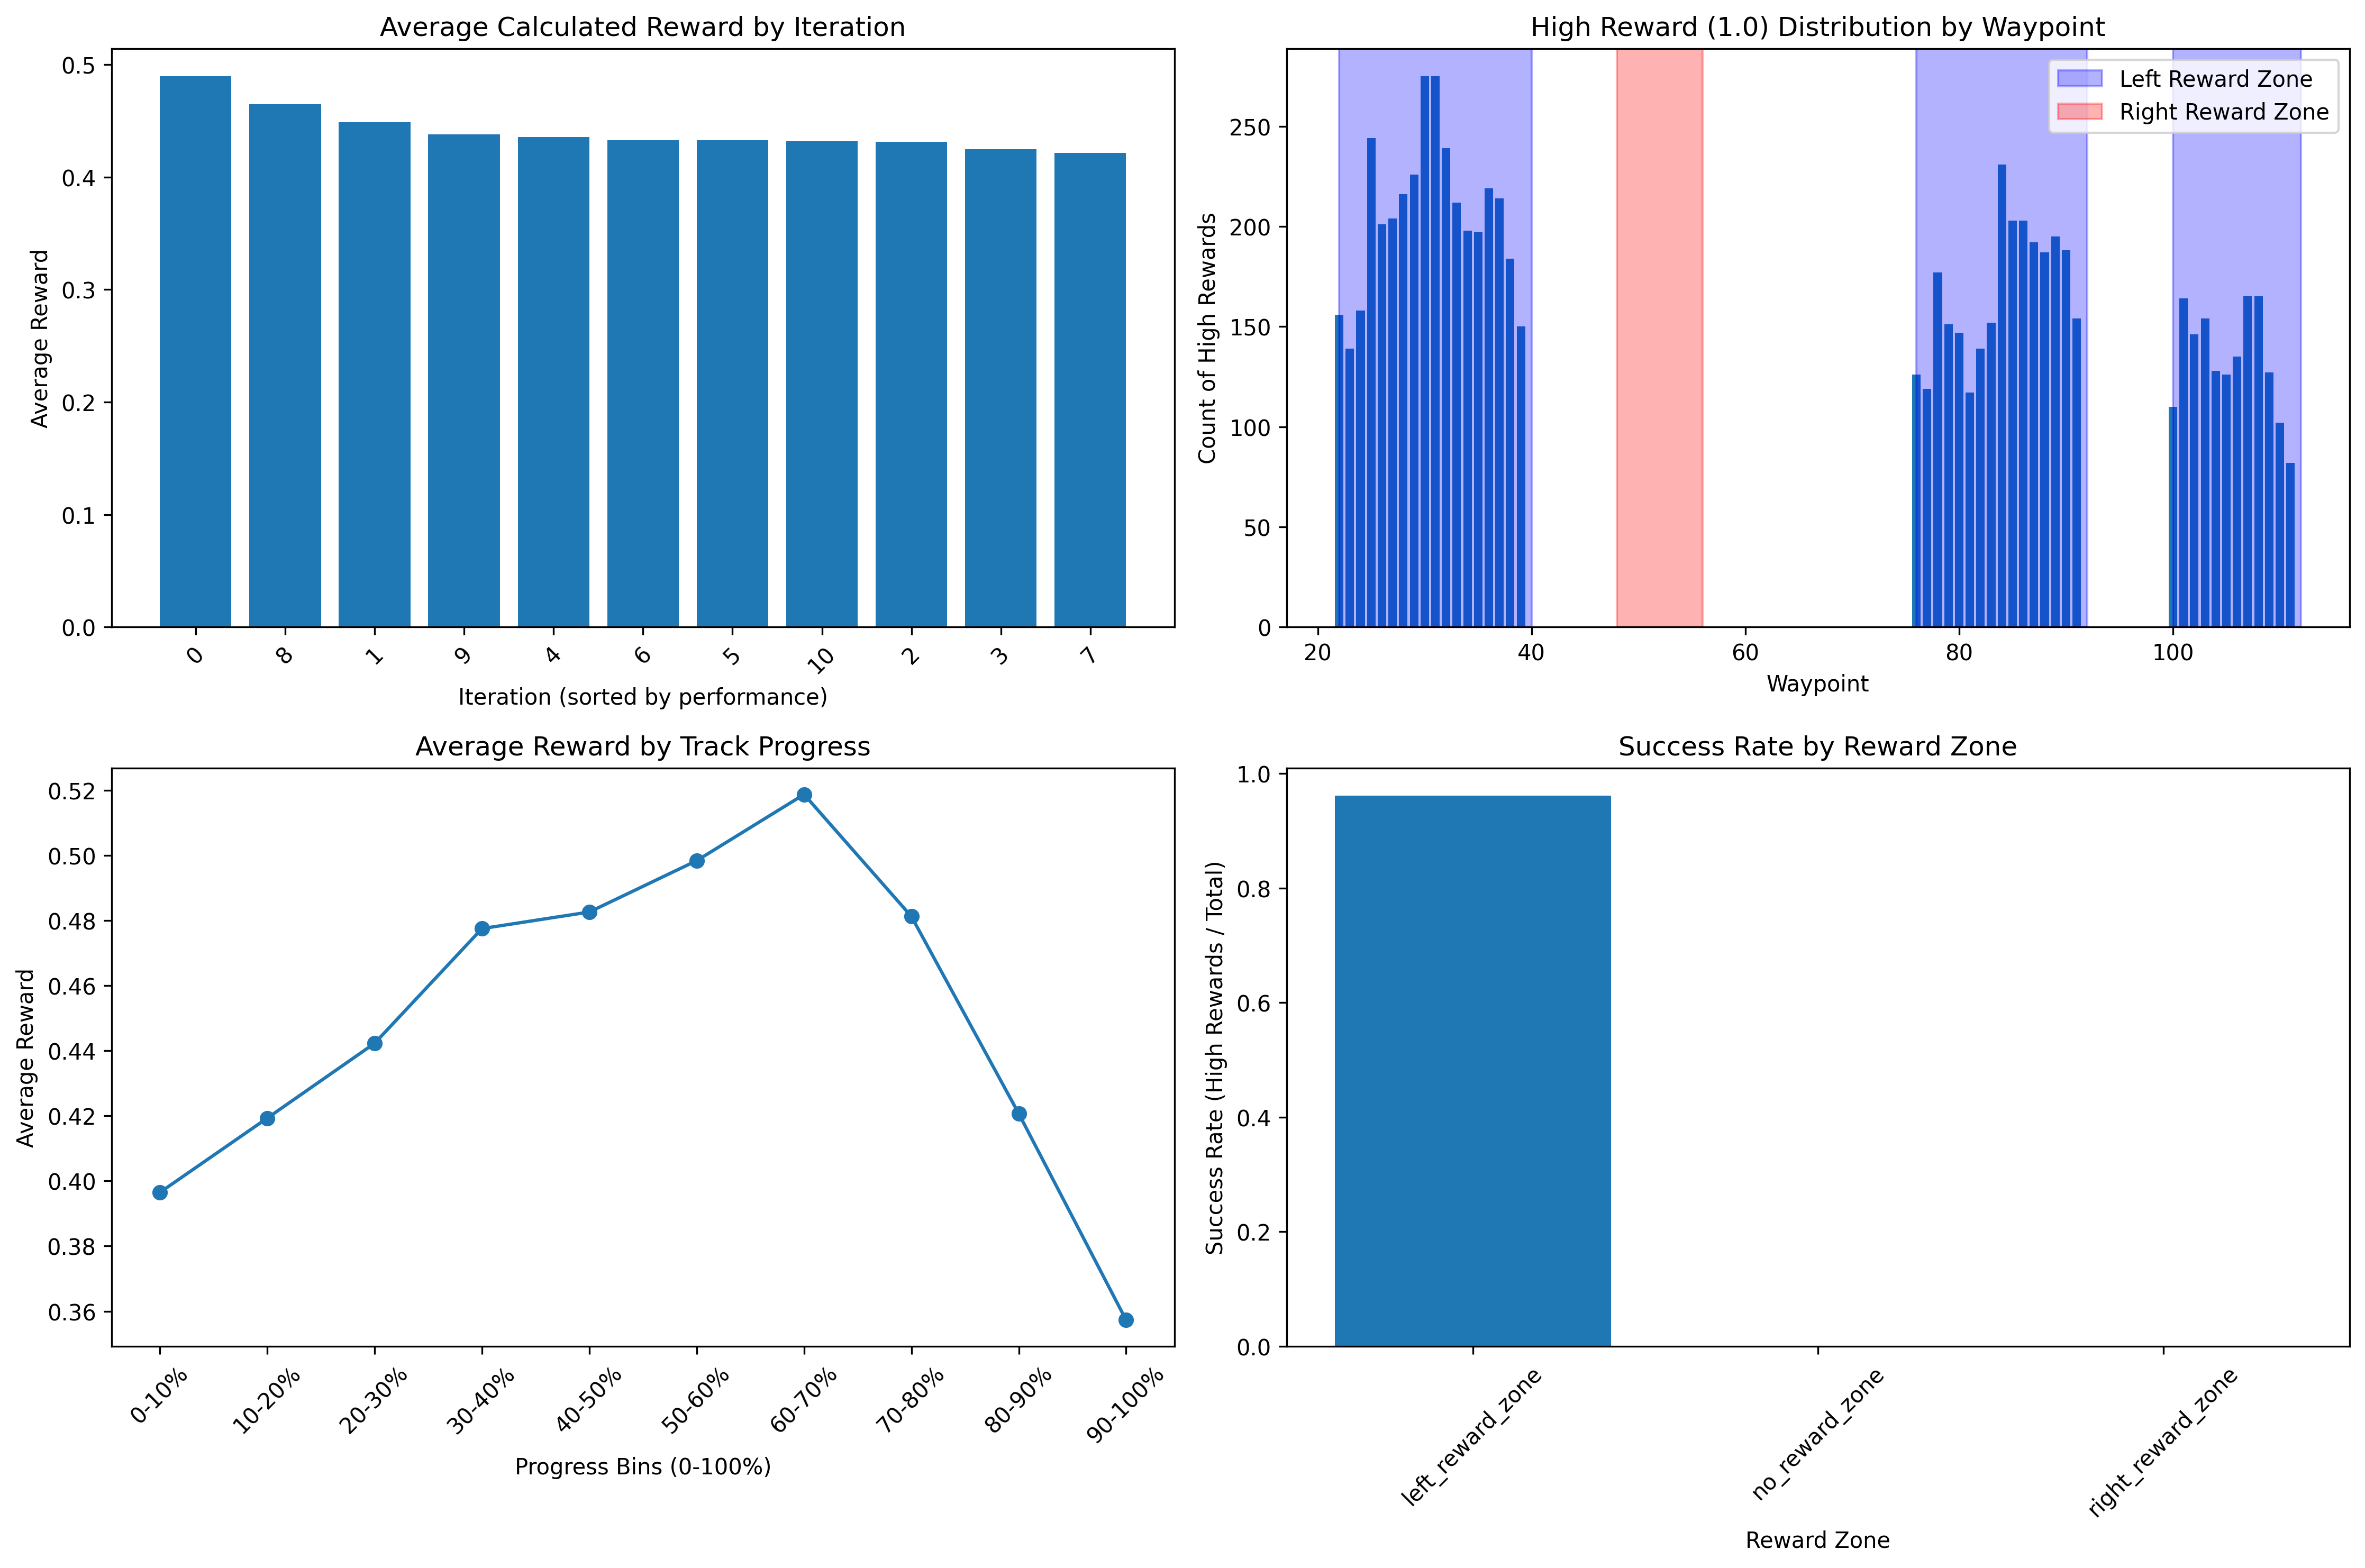 Average Calculated Reward by Iteration
0.5
0.4
0.3
0.2
0.1
0.0
Average Reward
0 8 1 9 4 6 5 10 2 3 7
Iteration (sorted by performance)
High Reward (1.0) Distribution by Waypoint
Left Reward Zone
Right Reward Zone
250
200
150
100
50
0
Count of High Rewards
20 40 60 80 100
Waypoint
Average Reward by Track Progress
0.52
0.50
0.48
0.46
0.44
0.42
0.40
0.38
0.36
Average Reward
0-10% 10-20% 20-30% 30-40% 40-50% 50-60% 60-70% 70-80% 80-90% 90-100%
Progress Bins (0-100%)
Success Rate by Reward Zone
1.0
0.8
0.6
0.4
0.2
0.0
Success Rate (High Rewards / Total)
left_reward_zone no_reward_zone right_reward_zone
Reward Zone